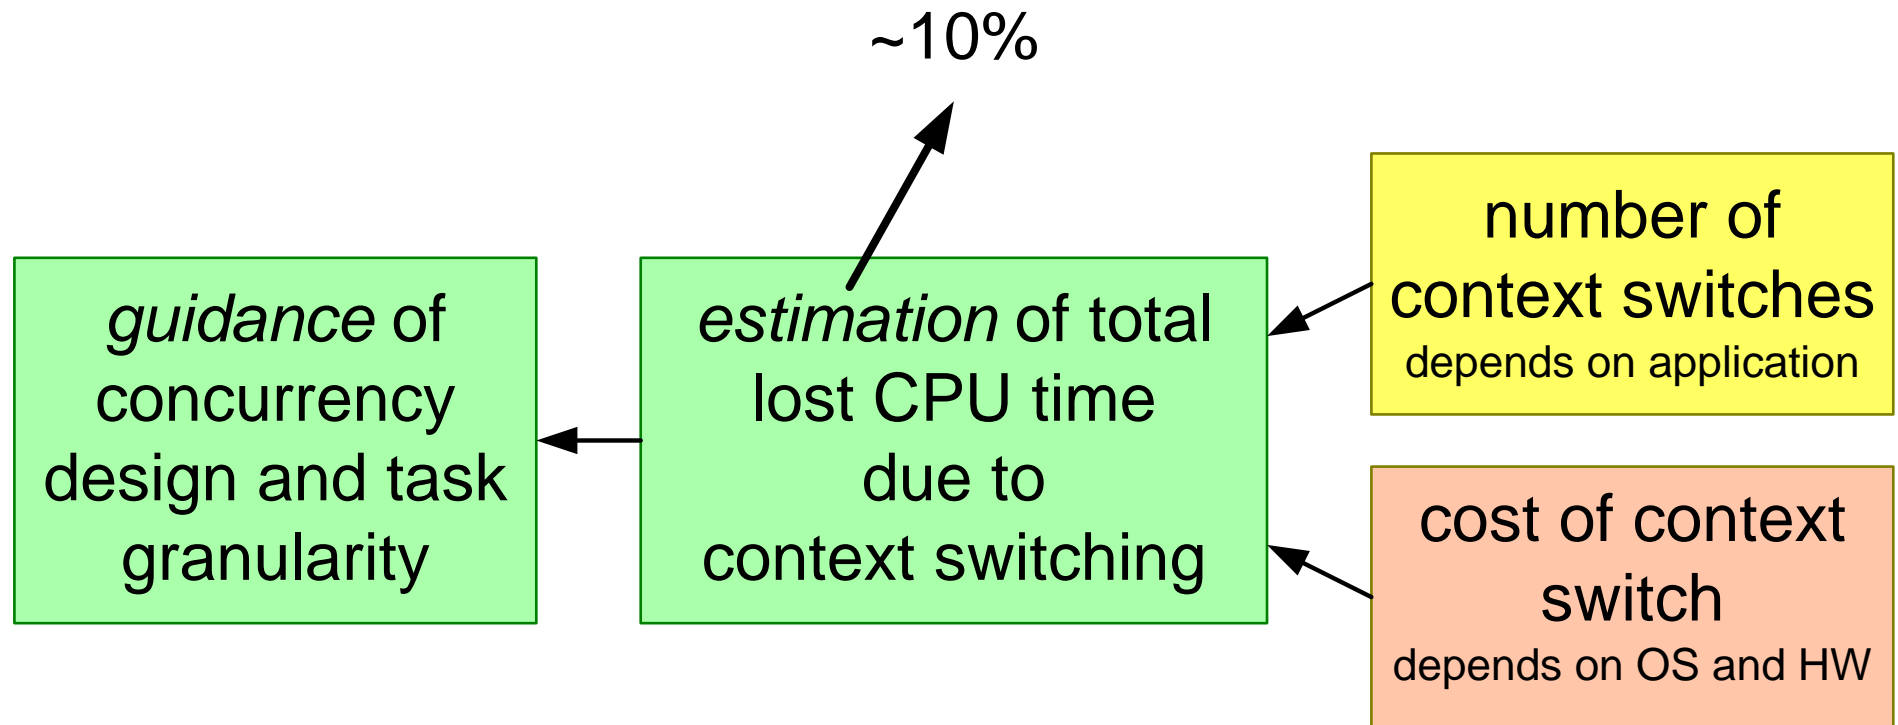 ~10%
guidance of
concurrency
design and task
granularity
estimation of total
lost CPU time
due to
context switching
number of
context switches
depends on application
cost of context
switch
depends on OS and HW